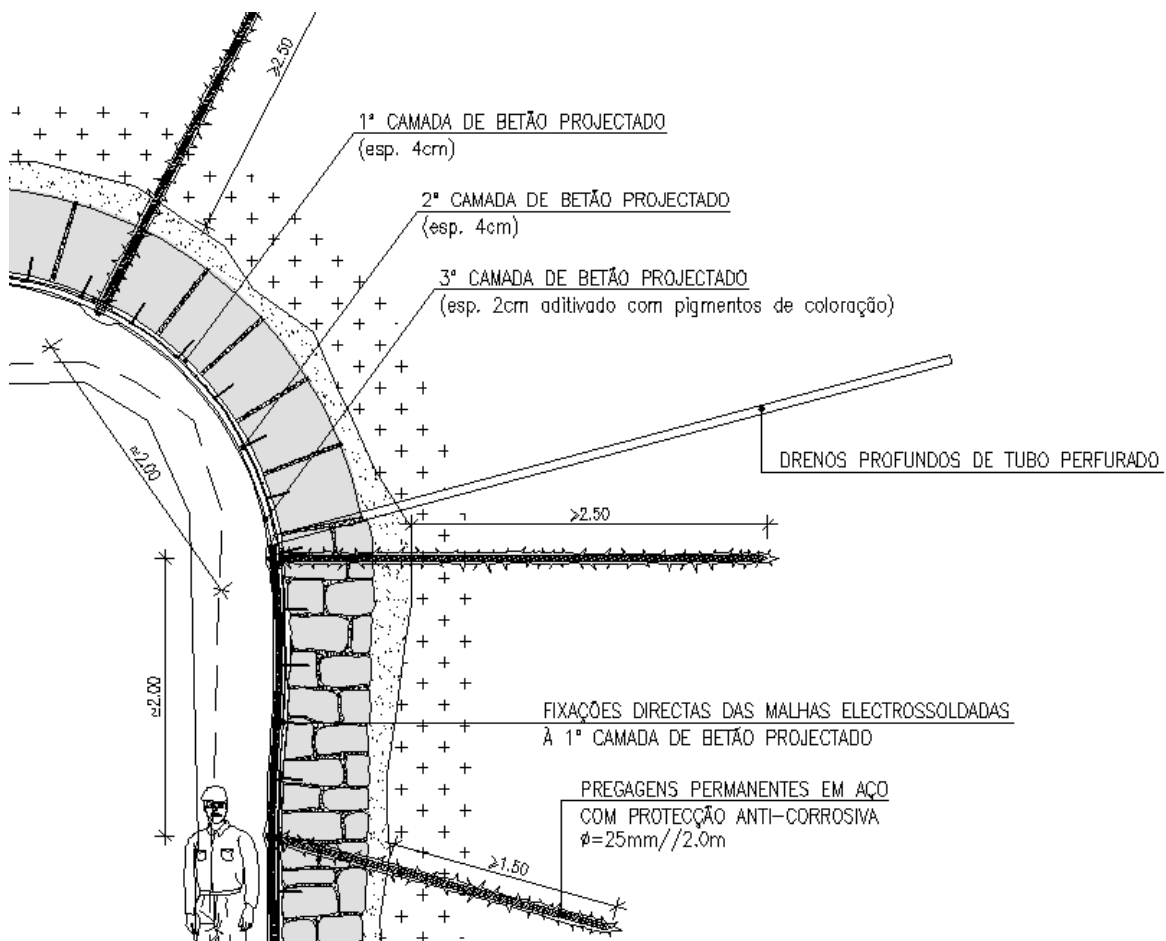 ≥2.50
1ª CAMADA DE BETÃO PROJECTADO
(esp. 4cm)
2ª CAMADA DE BETÃO PROJECTADO
(esp. 4cm)
3ª CAMADA DE BETÃO PROJECTADO
(esp. 2cm aditivado com pigmentos de coloração)
≃2.00
DRENOS PROFUNDOS DE TUBO PERFURADO
≥2.50
≃2.00
FIXAÇÕES DIRECTAS DAS MALHAS ELECTROSSOLDADAS
À 1ª CAMADA DE BETÃO PROJECTADO
PREGAGENS PERMANENTES EM AÇO
COM PROTECÇÃO ANTI-CORROSIVA
ø=25mm//2.0m
≥1.50